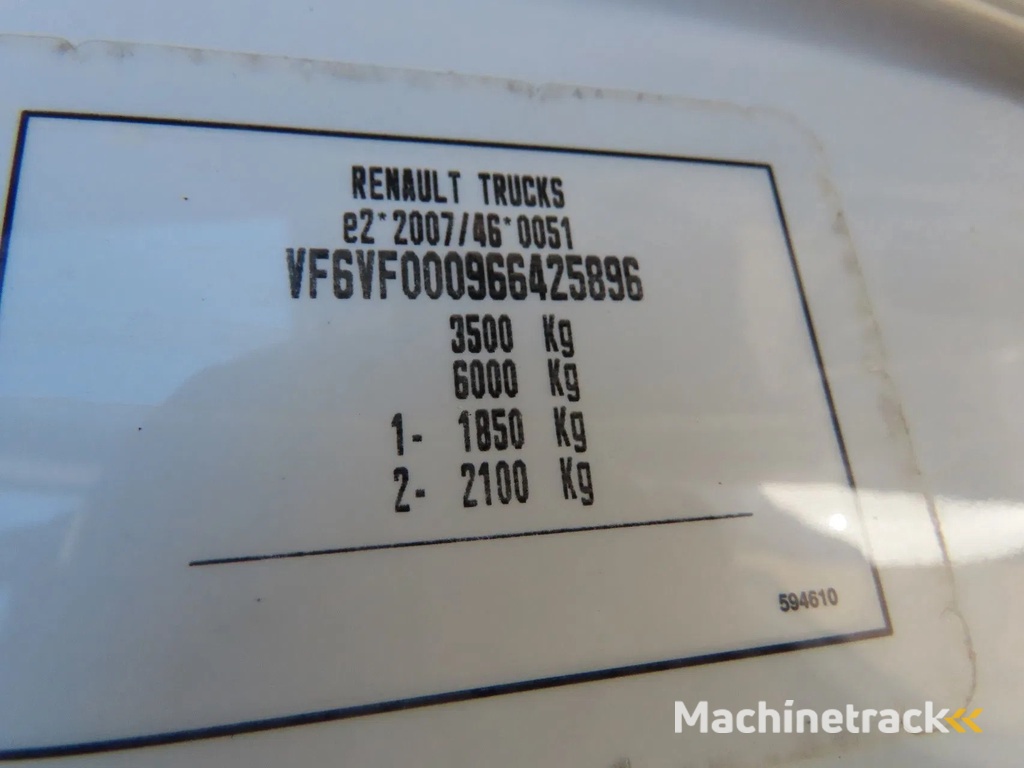 RENAULT TRUCKS
e2*2007/46*0051
VF6VF000966425896
3500 Kg
6000 Kg
1- 1850 Kg
2- 2100 Kg
594610
Machinetrack